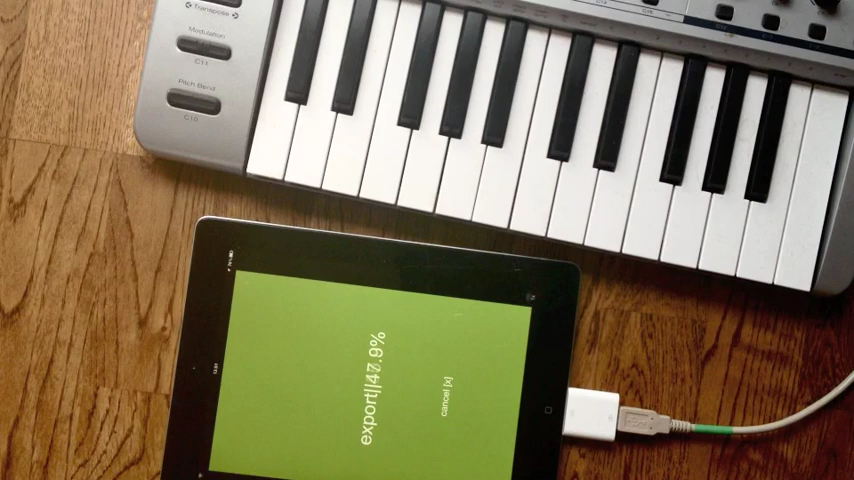 Transpose
Modulation
C11
Pitch Bend
C10
export||47.9%
cancel [x]